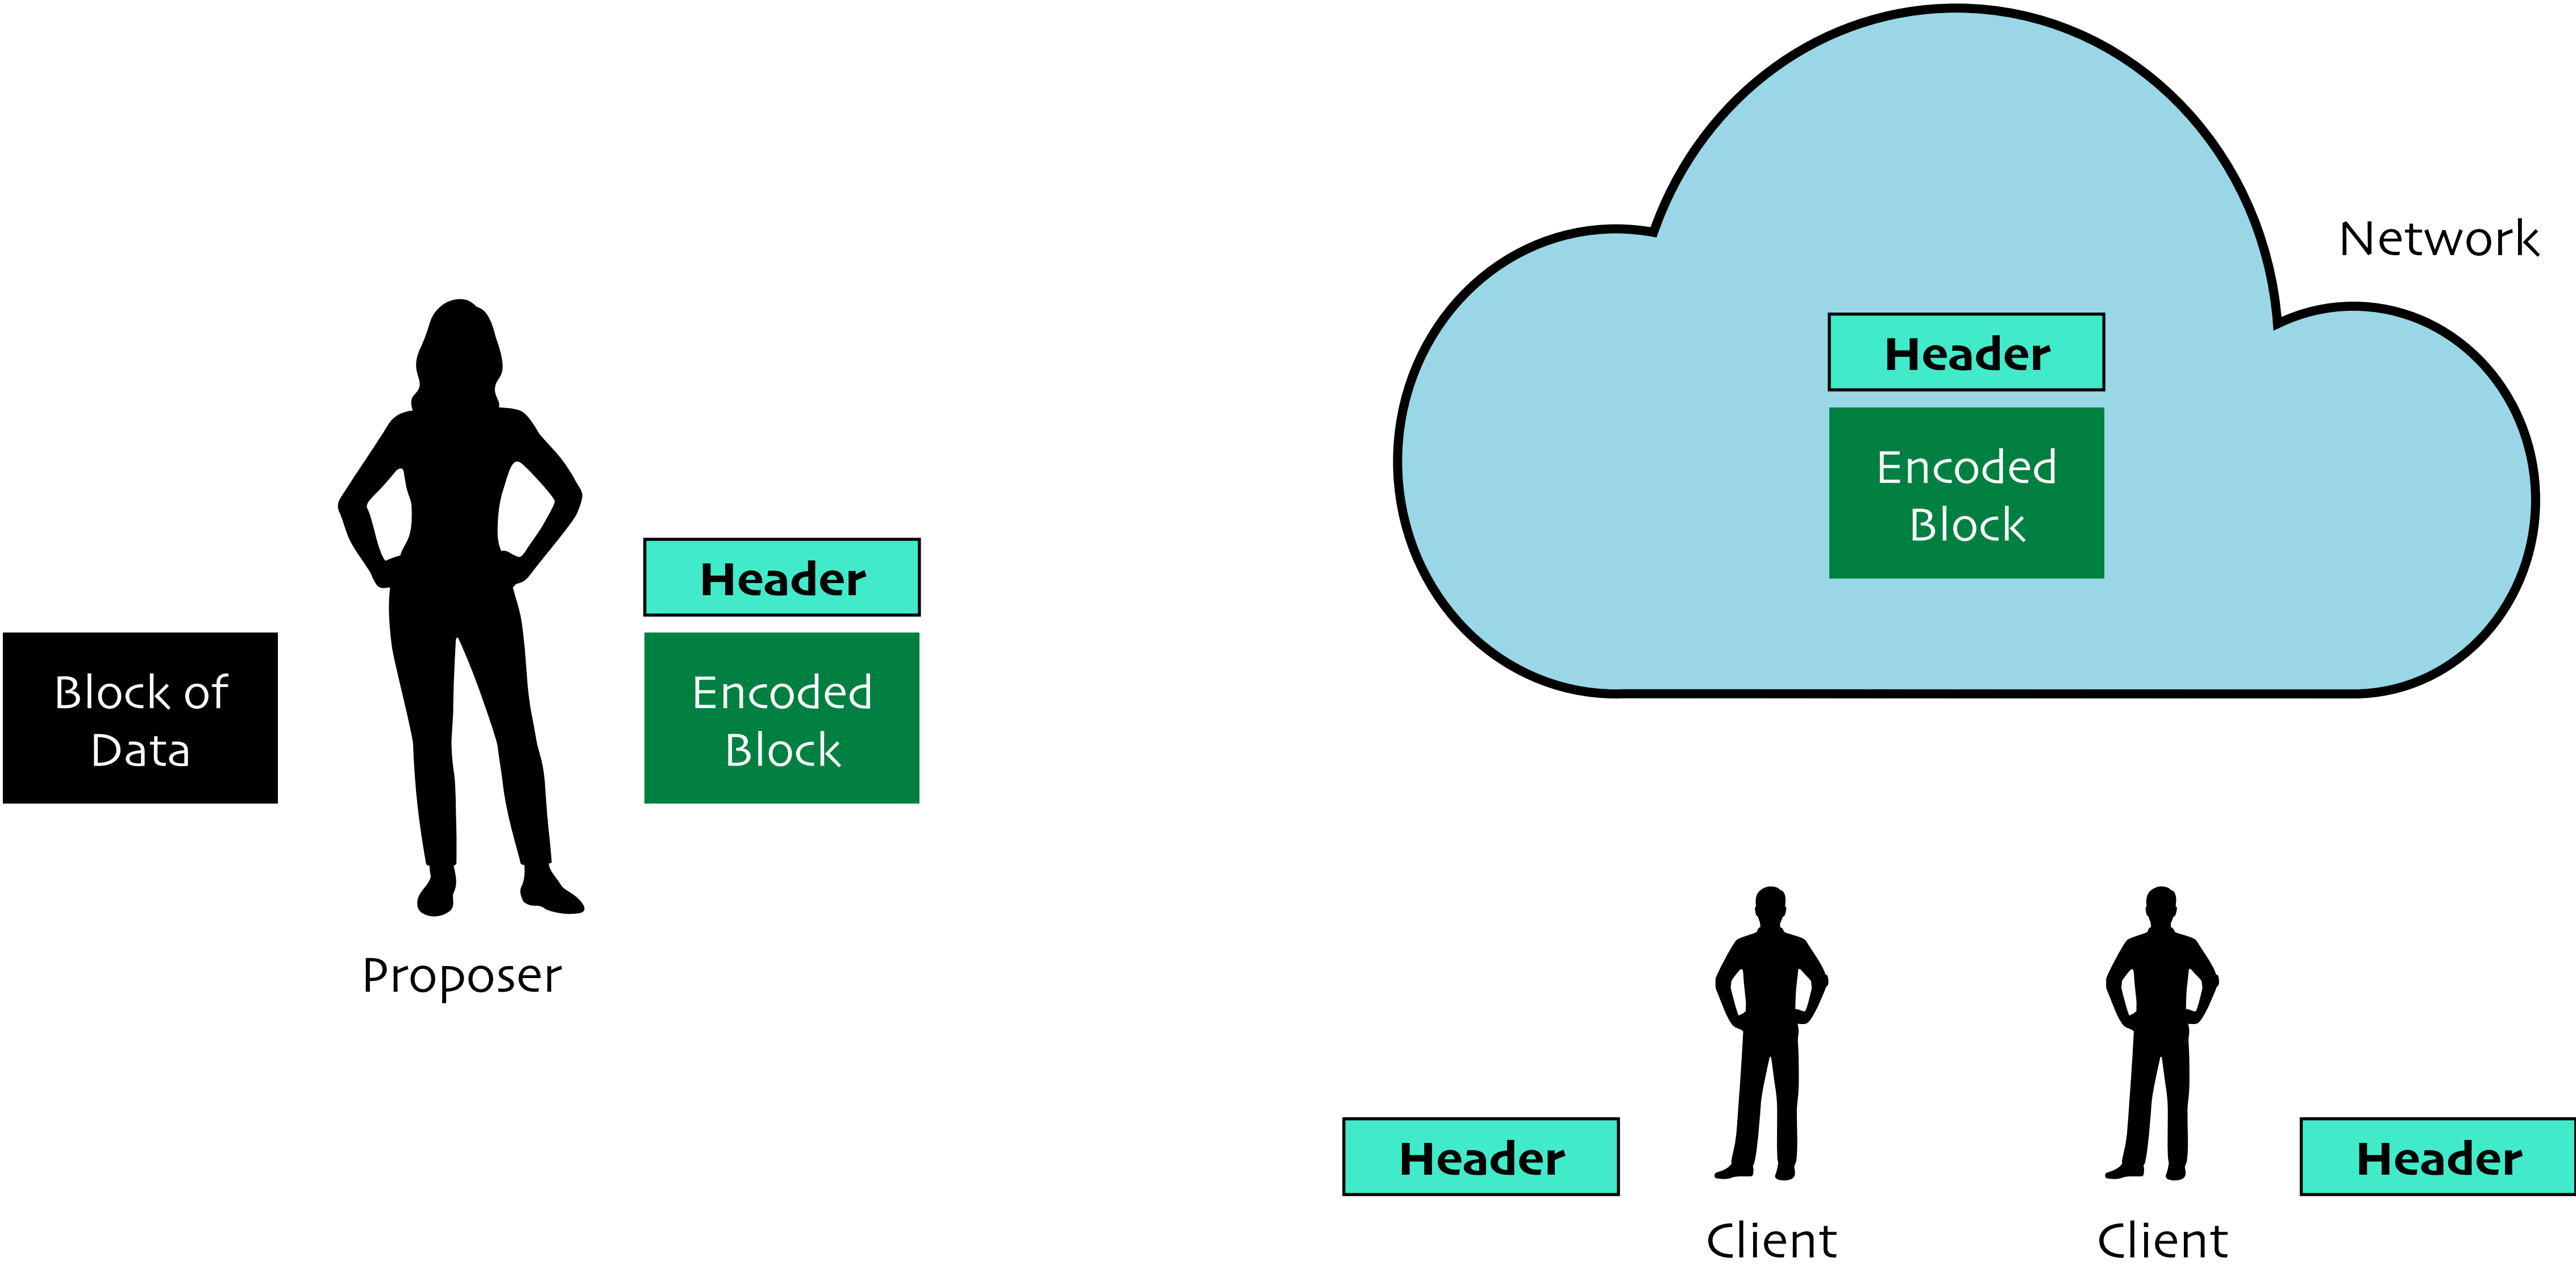 Block of
Data
Proposer
Header
Encoded
Block
Network
Header
Encoded
Block
Header
Client
Client
Header